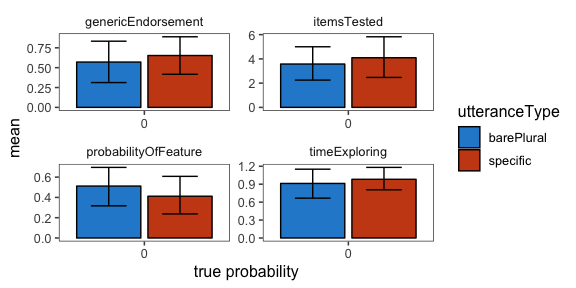 genericEndorsement
itemsTested
0.75
0.50
0.25
0.00
0
6
4
2
0
0
mean
probabilityOfFeature
timeExploring
0.6
0.4
0.2
0.0
0
1.2
0.9
0.6
0.3
0.0
0
true probability
utteranceType
barePlural
specific